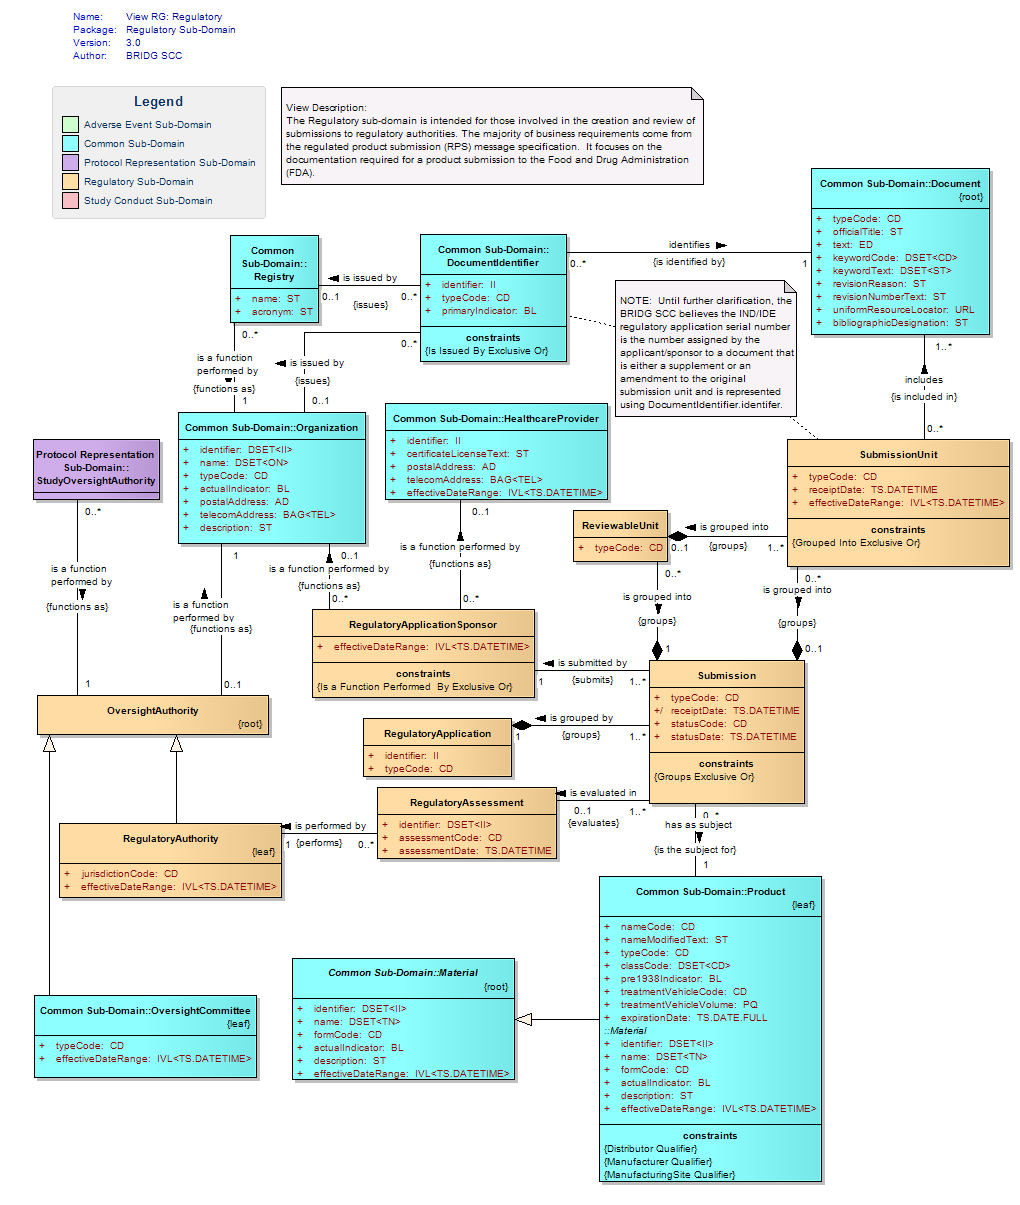 Name: View RG: Regulatory
Package: Regulatory Sub-Domain
Version: 3.0
Author: BRIDG SCC
Legend
Adverse Event Sub-Domain
Common Sub-Domain
Protocol Representation Sub-Domain
Regulatory Sub-Domain
Study Conduct Sub-Domain
View Description:
The Regulatory sub-domain is intended for those involved in the creation and review of
submissions to regulatory authorities. The majority of business requirements come from
the regulated product submission (RPS) message specification. It focuses on the
documentation required for a product submission to the Food and Drug Administration
(FDA).
Common Sub-Domain::Document
{root}
+ typeCode: CD
+ officialTitle: ST
+ text: ED
+ keywordCode: DSET<CD>
+ keywordText: DSET<ST>
+ revisionReason: ST
+ revisionNumberText: ST
+ uniformResourceLocator: URL
+ bibliographicDesignation: ST
Common
Sub-Domain::
Registry
+ name: ST
+ acronym: ST
Common Sub-Domain::
DocumentIdentifier
+ identifier: II
+ typeCode: CD
+ primaryIndicator: BL
constraints
{Is Issued By Exclusive Or}
identifies
0..*
{is identified by}
1
is issued by
0..1
0..*
{issues}
NOTE: Until further clarification, the
BRIDG SCC believes the IND/IDE
regulatory application serial number
is the number assigned by the
applicant/sponsor to a document that
is either a supplement or an
amendment to the original
submission unit and is represented
using DocumentIdentifier.identifer.
0..*
is a function
performed by
{functions as}
1
0..*
is issued by
{issues}
0..1
1..*
includes
{is included in}
0..*
Common Sub-Domain::Organization
+ identifier: DSET<II>
+ name: DSET<ON>
+ typeCode: CD
+ actualIndicator: BL
+ postalAddress: AD
+ telecomAddress: BAG<TEL>
+ description: ST
Common Sub-Domain::HealthcareProvider
+ identifier: II
+ certificateLicenseText: ST
+ postalAddress: AD
+ telecomAddress: BAG<TEL>
+ effectiveDateRange: IVL<TS.DATETIME>
Protocol Representation
Sub-Domain::
StudyOversightAuthority
SubmissionUnit
+ typeCode: CD
+ receiptDate: TS.DATETIME
+ effectiveDateRange: IVL<TS.DATETIME>
constraints
{Grouped Into Exclusive Or}
ReviewableUnit
+ typeCode: CD
is grouped into
0..1
1..*
{groups}
0..*
is a function
performed by
{functions as}
1
1
is a function
performed by
{functions as}
0..1
0..1
is a function performed by
{functions as}
0..*
0..1
is a function performed by
{functions as}
0..*
0..*
is grouped into
{groups}
1
0..*
is grouped into
{groups}
0..1
RegulatoryApplicationSponsor
+ effectiveDateRange: IVL<TS.DATETIME>
constraints
{Is a Function Performed By Exclusive Or}
is submitted by
1
{submits}
1..*
Submission
+ typeCode: CD
+/ receiptDate: TS.DATETIME
+ statusCode: CD
+ statusDate: TS.DATETIME
constraints
{Groups Exclusive Or}
OversightAuthority
{root}
RegulatoryApplication
+ identifier: II
+ typeCode: CD
is grouped by
1
{groups}
1..*
RegulatoryAssessment
+ identifier: DSET<II>
+ assessmentCode: CD
+ assessmentDate: TS.DATETIME
is evaluated in
0..1
1..*
{evaluates}
RegulatoryAuthority
{leaf}
+ jurisdictionCode: CD
+ effectiveDateRange: IVL<TS.DATETIME>
is performed by
1
{performs}
0..*
0..*
has as subject
{is the subject for}
1
Common Sub-Domain::Product
{leaf}
+ nameCode: CD
+ nameModifiedText: ST
+ typeCode: CD
+ classCode: DSET<CD>
+ pre1938Indicator: BL
+ treatmentVehicleCode: CD
+ treatmentVehicleVolume: PQ
+ expirationDate: TS.DATE.FULL
::Material
+ identifier: DSET<II>
+ name: DSET<TN>
+ formCode: CD
+ actualIndicator: BL
+ description: ST
+ effectiveDateRange: IVL<TS.DATETIME>
constraints
{Distributor Qualifier}
{Manufacturer Qualifier}
{ManufacturingSite Qualifier}
Common Sub-Domain::Material
{root}
+ identifier: DSET<II>
+ name: DSET<TN>
+ formCode: CD
+ actualIndicator: BL
+ description: ST
+ effectiveDateRange: IVL<TS.DATETIME>
Common Sub-Domain::OversightCommittee
{leaf}
+ typeCode: CD
+ effectiveDateRange: IVL<TS.DATETIME>